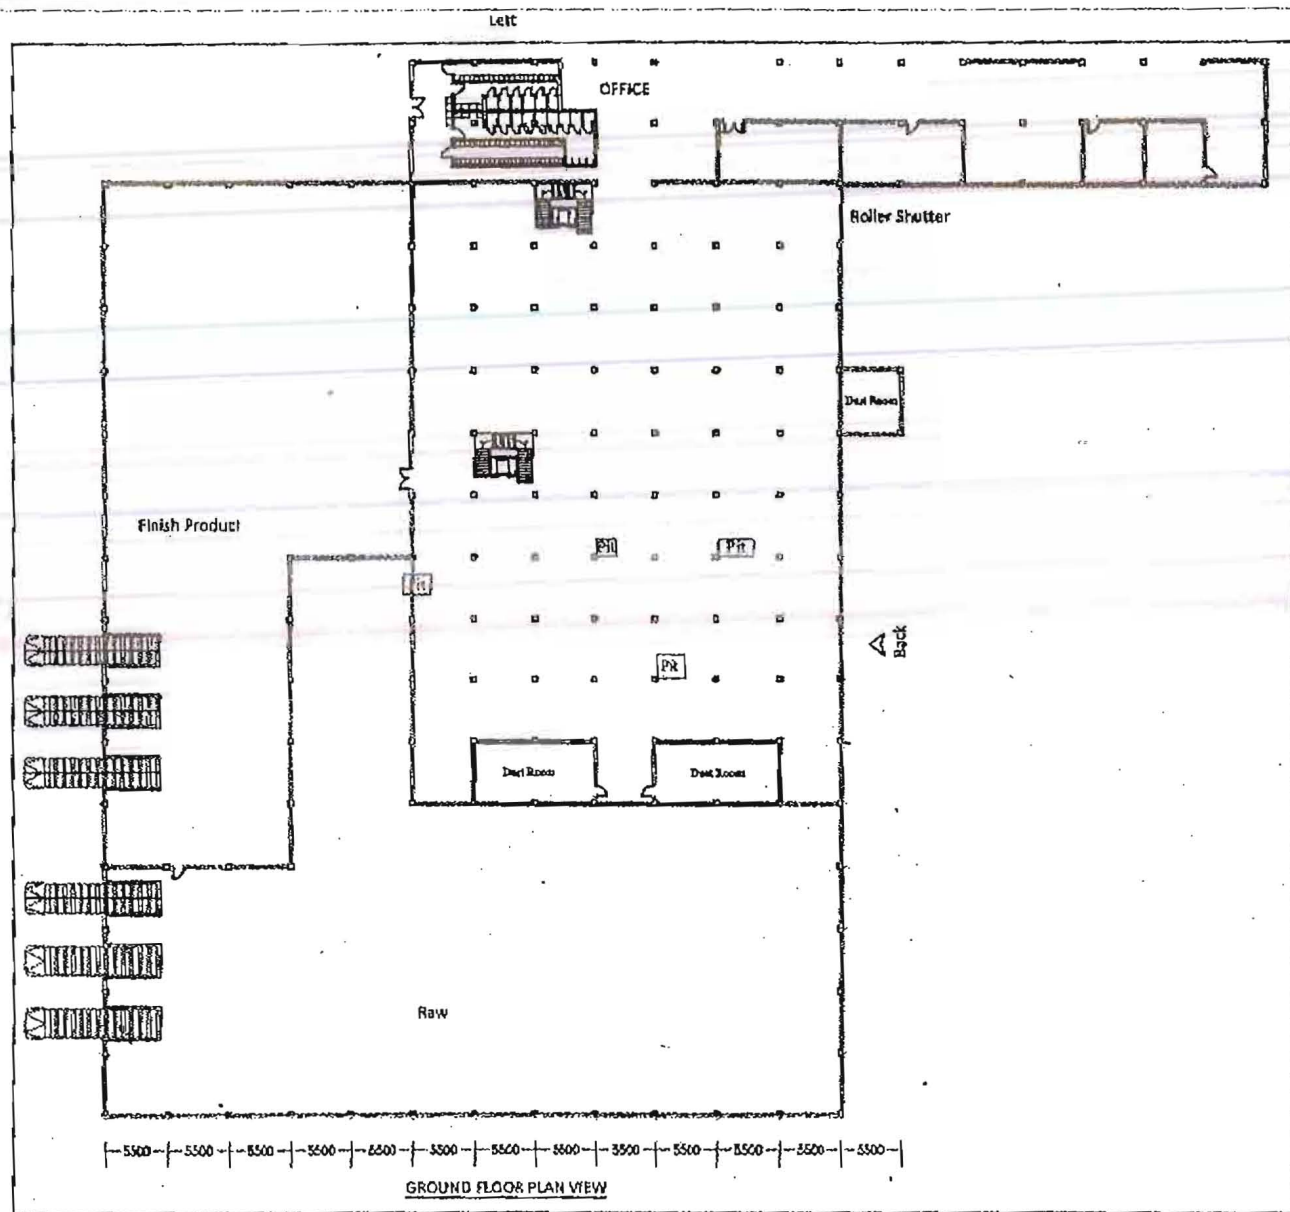 Left
OFFICE
Roller Shutter
Dust Room
Finish Product
Pit
Pit
Pit
Back
Pit
Dust Room
Dust Room
Raw
5500 5500 5500 5500 5500 5500 5500 5500 5500 5500 5500 5500 5500
GROUND FLOOR PLAN VIEW